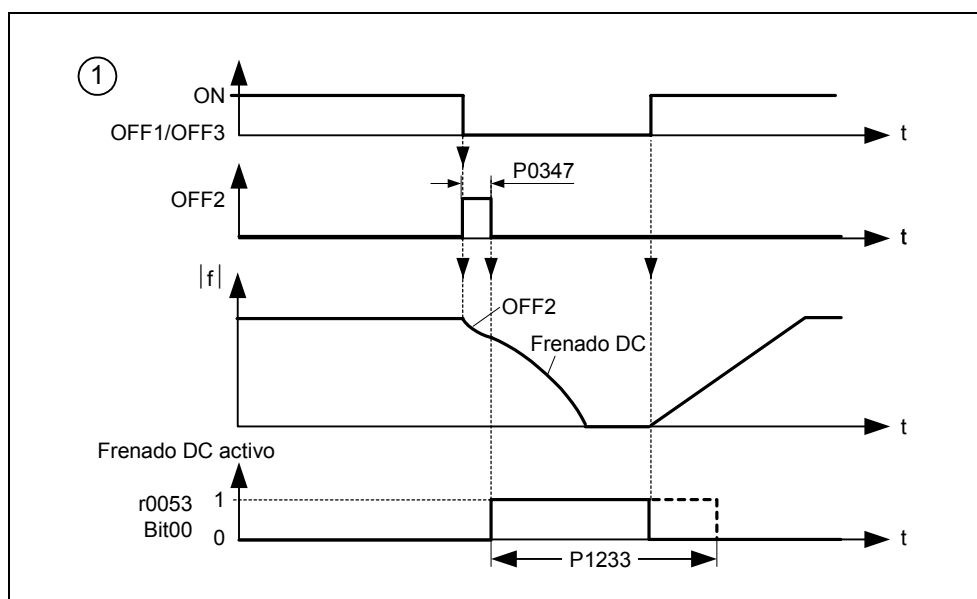 1
ON
OFF1/OFF3
t
P0347
OFF2
t
|f|
OFF2
Frenado DC
t
Frenado DC activo
r0053 1
Bit00 0
t
P1233